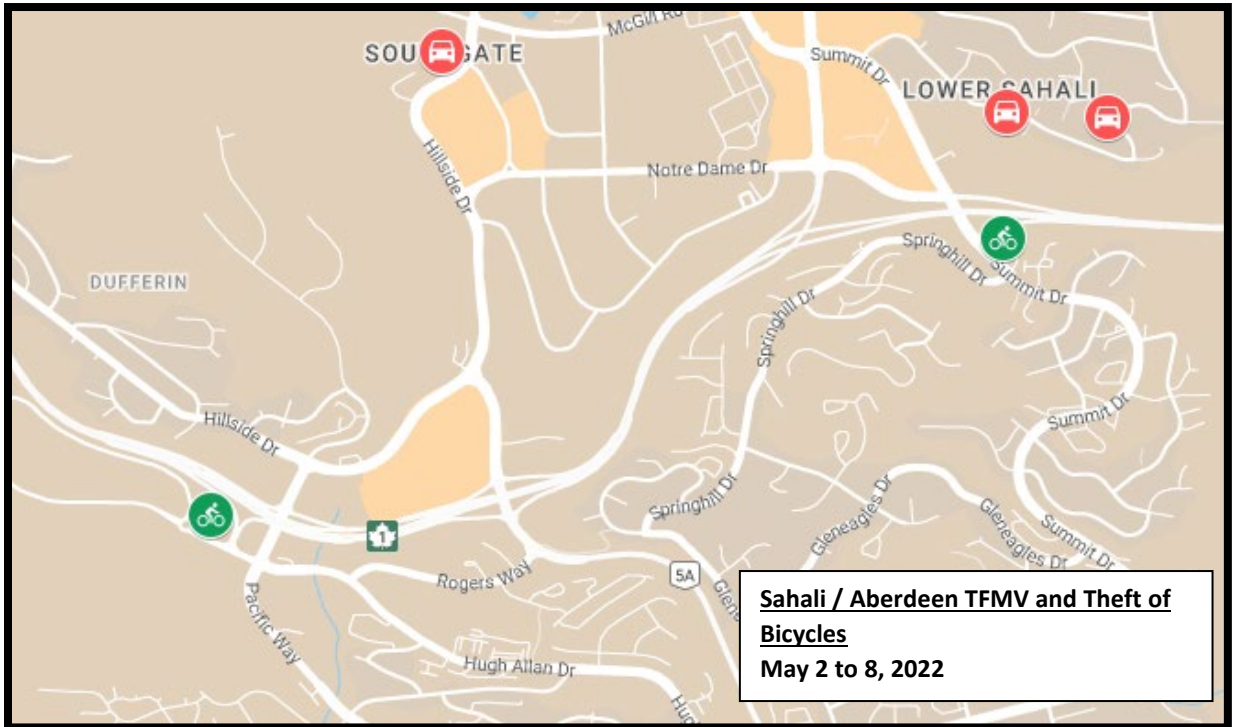 McGill Rd
SOU GATE
Summit Dr
LOWER SAHALI
Hillside Dr
Notre Dame Dr
Springhill Dr
Summit Dr
DUFFERIN
Springhill Dr
Summit Dr
Hillside Dr
Springhill Dr
Gleneagles Dr
Gleneagles Dr
Summit Dr
1
Rogers Way
5A
Pacific Way
Hugh Allan Dr
Sahali / Aberdeen TFMV and Theft of
Bicycles
May 2 to 8, 2022